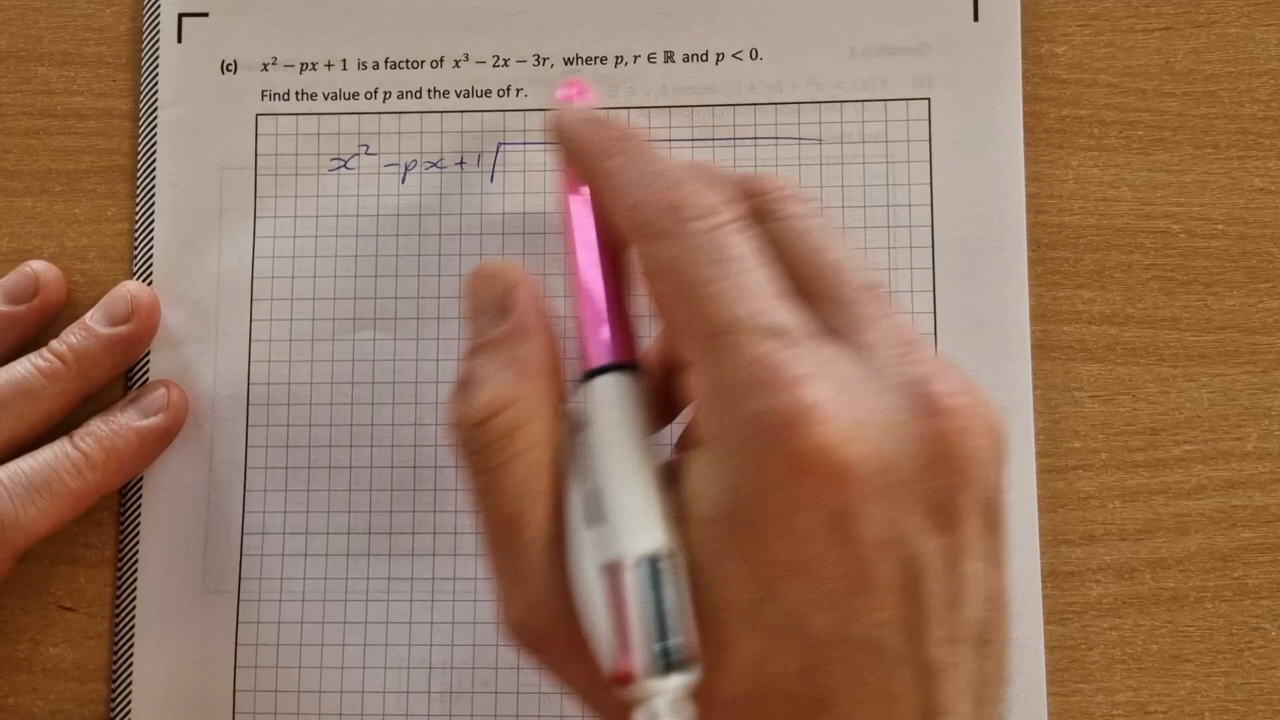 (c) x² − px + 1 is a factor of x³ − 2x − 3r, where p, r ∈ ℝ and p < 0.
Find the value of p and the value of r.
x² − px + 1